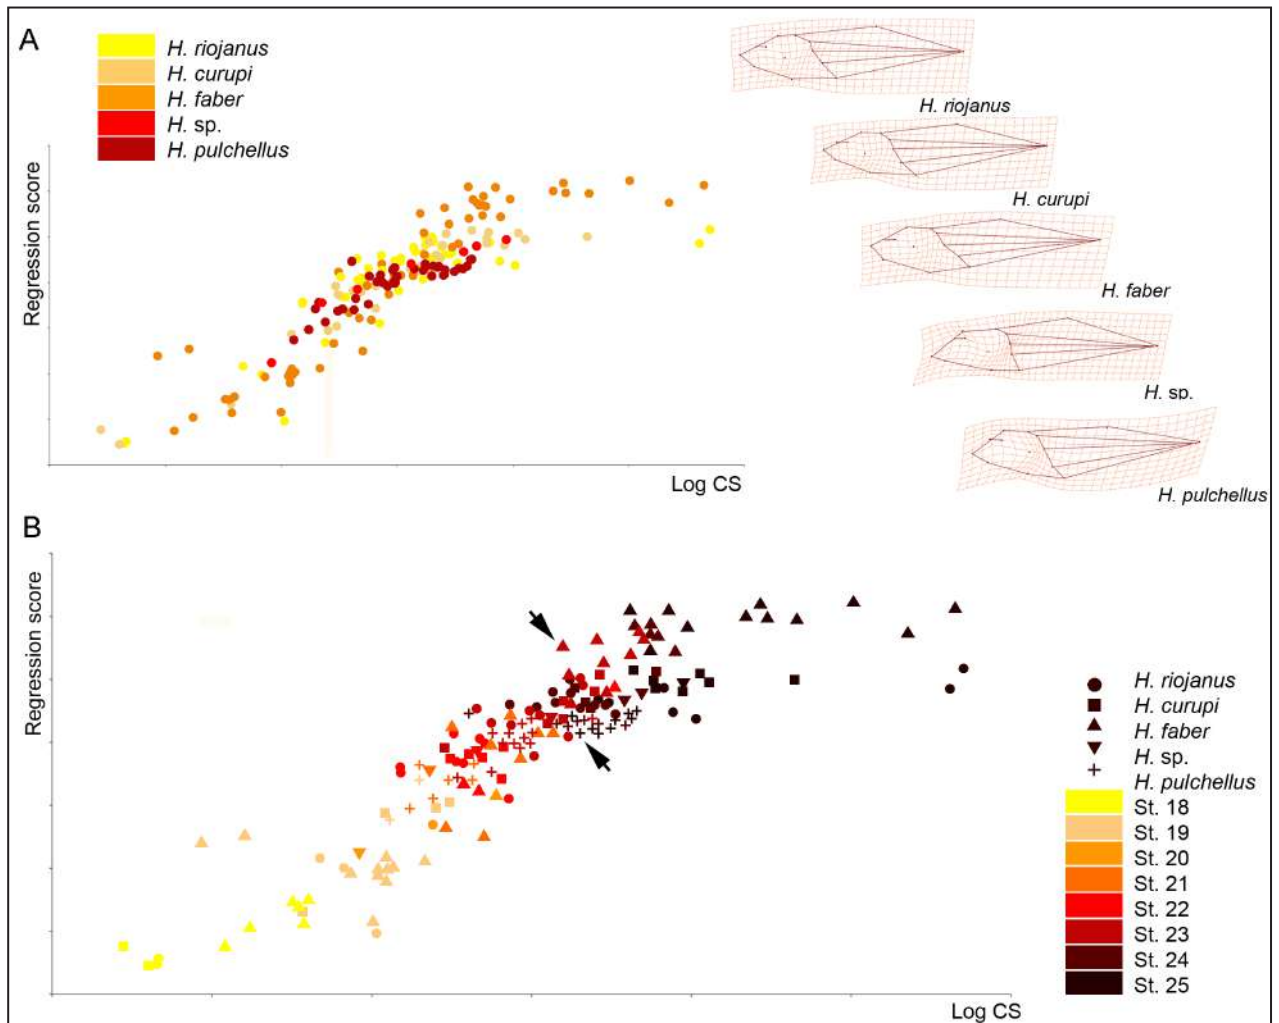 A
H. riojanus
H. curupi
H. faber
H. sp.
H. pulchellus
Regression score
Log CS
H. riojanus
H. curupi
H. faber
H. sp.
H. pulchellus
B
Regression score
Log CS
H. riojanus
H. curupi
H. faber
H. sp.
H. pulchellus
St. 18
St. 19
St. 20
St. 21
St. 22
St. 23
St. 24
St. 25